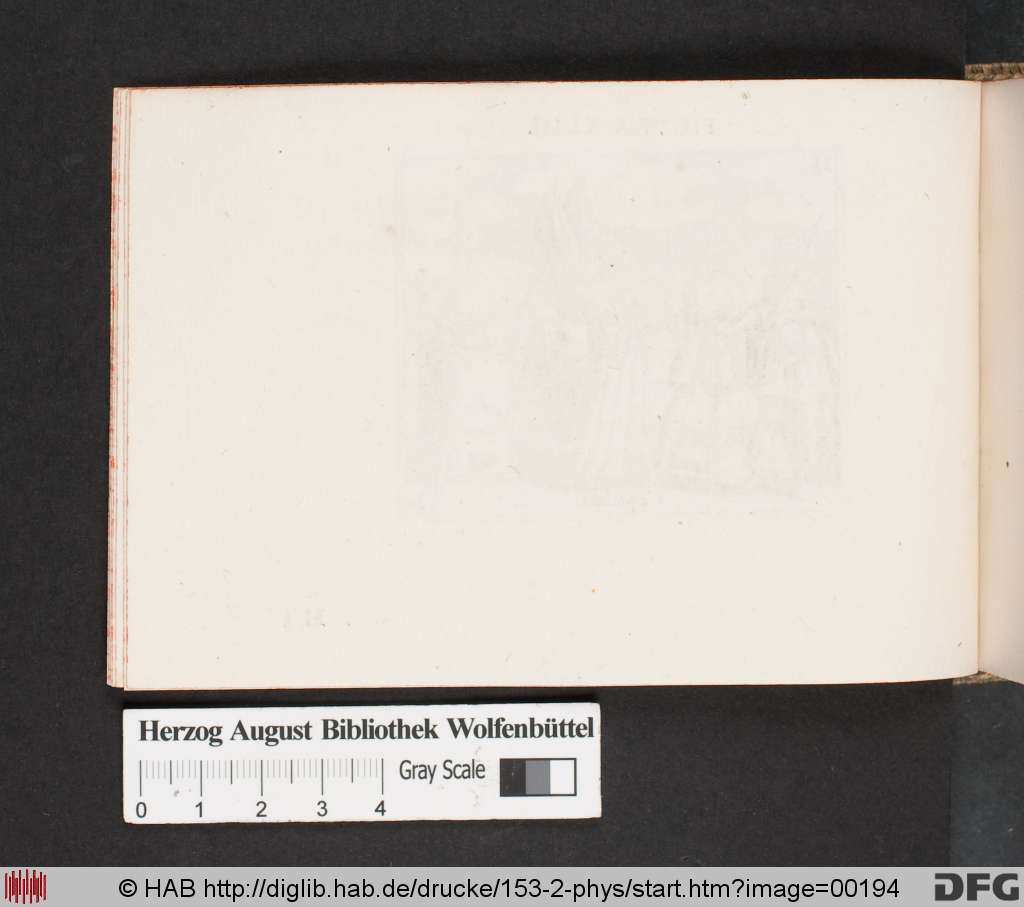 Herzog August Bibliothek Wolfenbüttel
Gray Scale
0 1 2 3 4
© HAB http://diglib.hab.de/drucke/153-2-phys/start.htm?image=00194
DFG